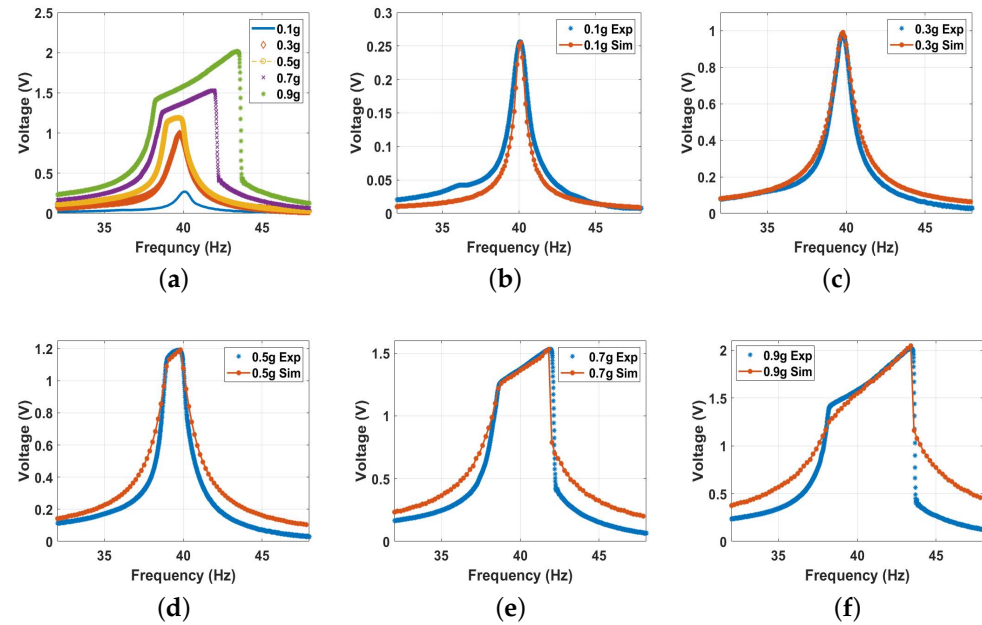 2.5
2
1.5
1
0.5
0
35
40
45
Voltage (V)
Frequncy (Hz)
0.1g
0.3g
0.5g
0.7g
0.9g
(a)
0.3
0.25
0.2
0.15
0.1
0.05
0
35
40
45
Voltage (V)
Frequency (Hz)
0.1g Exp
0.1g Sim
(b)
1
0.8
0.6
0.4
0.2
0
35
40
45
Voltage (V)
Frequency (Hz)
0.3g Exp
0.3g Sim
(c)
1.2
1
0.8
0.6
0.4
0.2
0
35
40
45
Voltage (V)
Frequency (Hz)
0.5g Exp
0.5g Sim
(d)
1.5
1
0.5
0
35
40
45
Voltage (V)
Frequency (Hz)
0.7g Exp
0.7g Sim
(e)
2
1.5
1
0.5
0
35
40
45
Voltage (V)
Frequency (Hz)
0.9g Exp
0.9g Sim
(f)